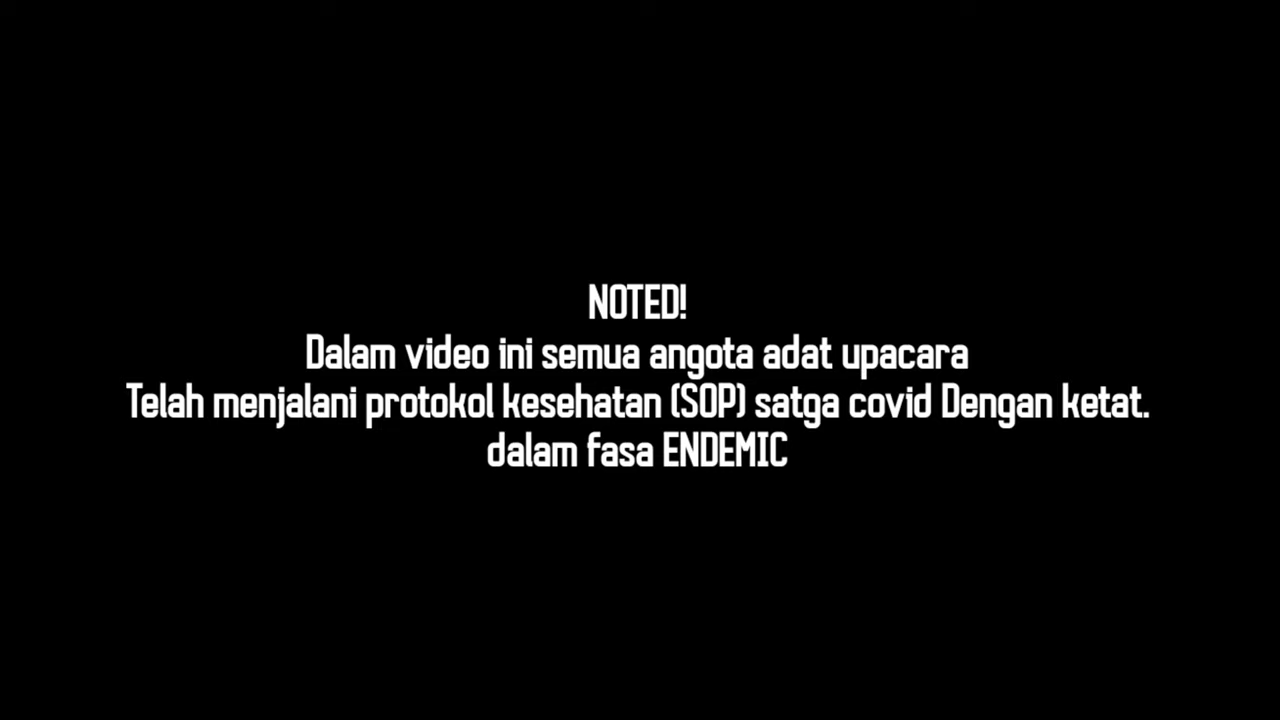 NOTED!
Dalam video ini semua angota adat upacara
Telah menjalani protokol kesehatan (SOP) satga covid Dengan ketat.
dalam fasa ENDEMIC